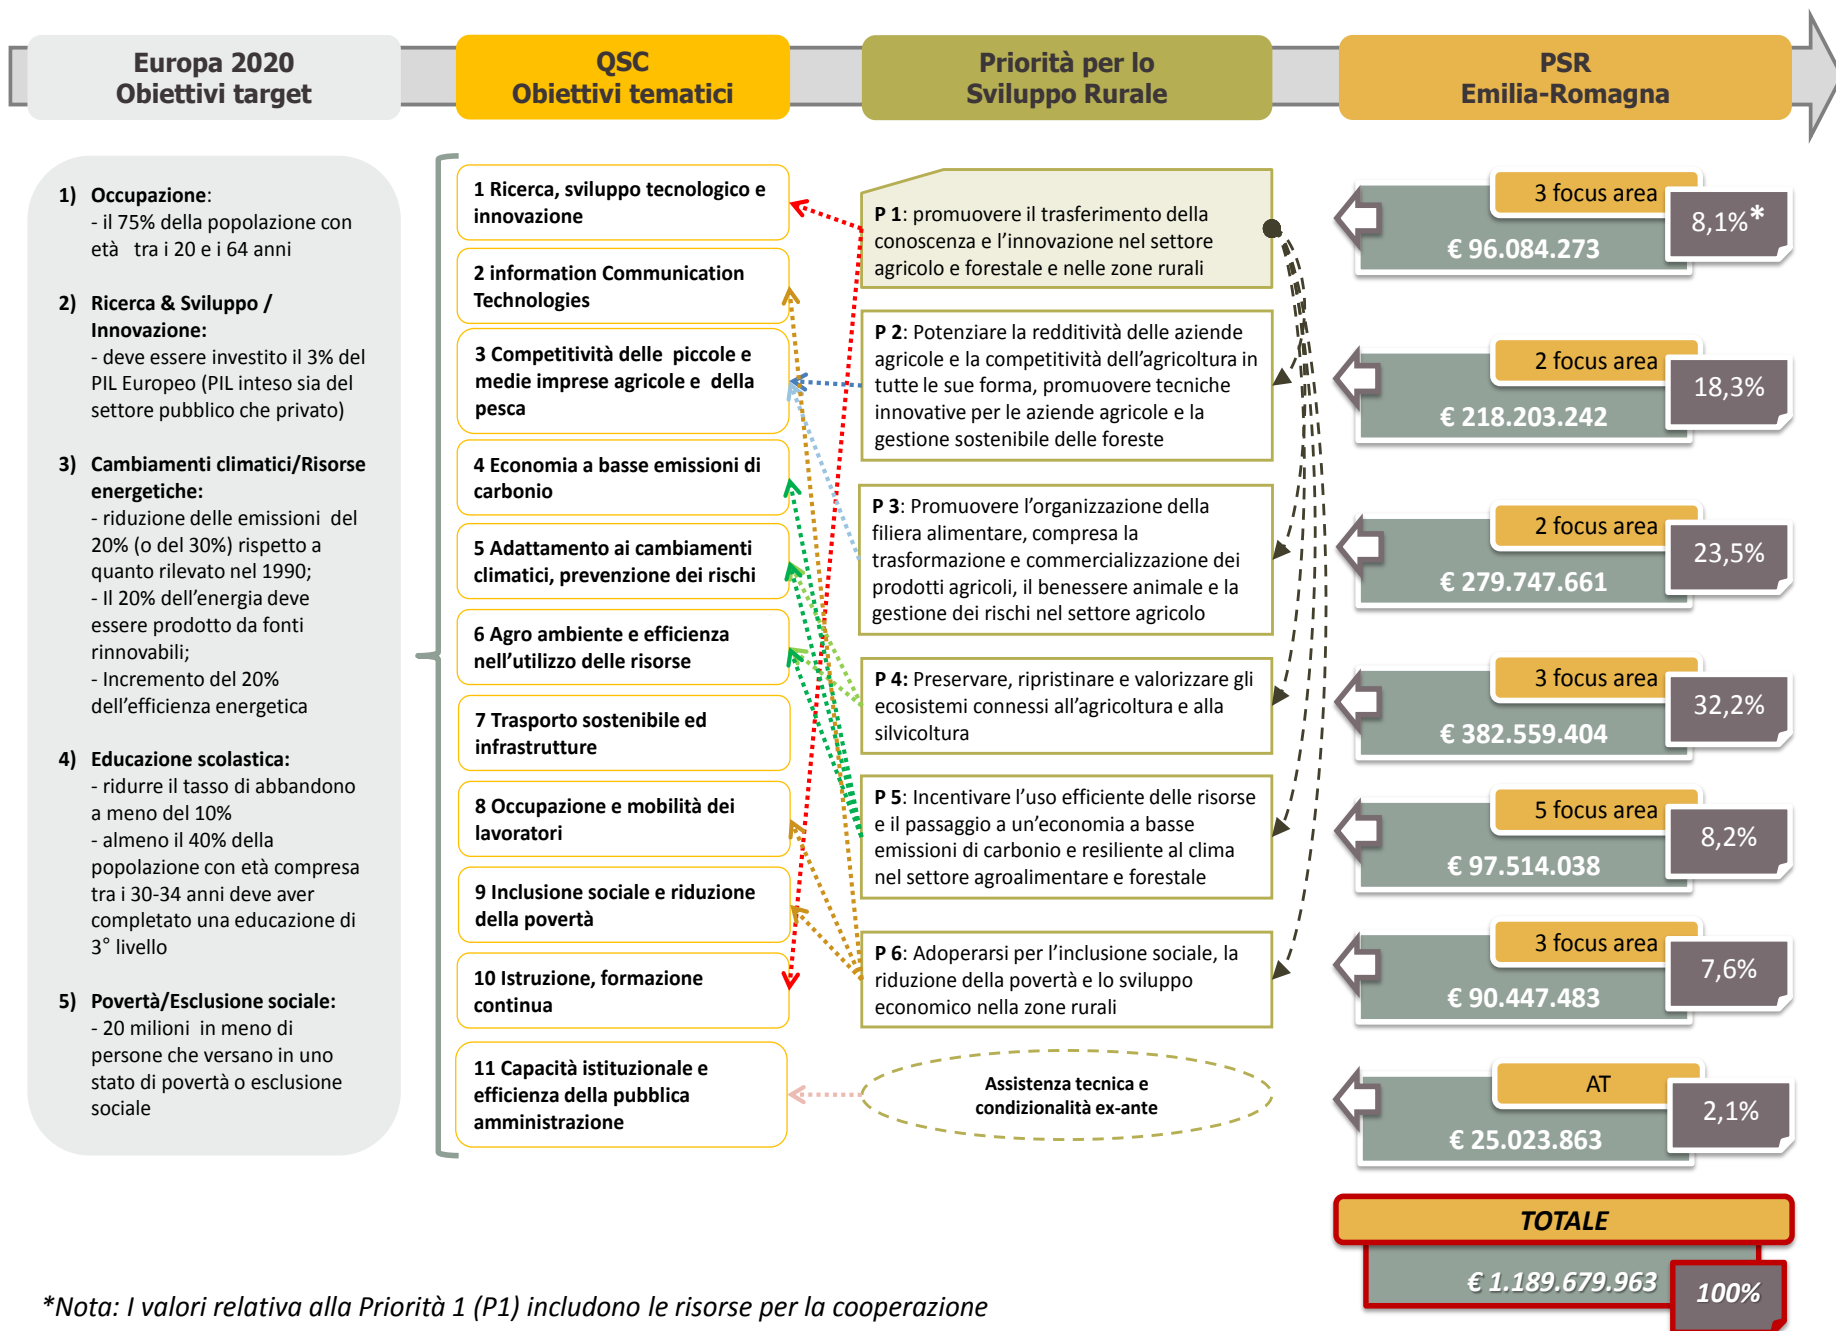 Europa 2020
Obiettivi target
QSC
Obiettivi tematici
Priorità per lo
Sviluppo Rurale
PSR
Emilia-Romagna
1) Occupazione:
- il 75% della popolazione con
età tra i 20 e i 64 anni
2) Ricerca & Sviluppo /
Innovazione:
- deve essere investito il 3% del
PIL Europeo (PIL inteso sia del
settore pubblico che privato)
3) Cambiamenti climatici/Risorse
energetiche:
- riduzione delle emissioni del
20% (o del 30%) rispetto a
quanto rilevato nel 1990;
- Il 20% dell'energia deve
essere prodotto da fonti
rinnovabili;
- Incremento del 20%
dell'efficienza energetica
4) Educazione scolastica:
- ridurre il tasso di abbandono
a meno del 10%
- almeno il 40% della
popolazione con età compresa
tra i 30-34 anni deve aver
completato una educazione di
3° livello
5) Povertà/Esclusione sociale:
- 20 milioni in meno di
persone che versano in uno
stato di povertà o esclusione
sociale
1 Ricerca, sviluppo tecnologico e
innovazione
2 information Communication
Technologies
3 Competitività delle piccole e
medie imprese agricole e della
pesca
4 Economia a basse emissioni di
carbonio
5 Adattamento ai cambiamenti
climatici, prevenzione dei rischi
6 Agro ambiente e efficienza
nell'utilizzo delle risorse
7 Trasporto sostenibile ed
infrastrutture
8 Occupazione e mobilità dei
lavoratori
9 Inclusione sociale e riduzione
della povertà
10 Istruzione, formazione
continua
11 Capacità istituzionale e
efficienza della pubblica
amministrazione
P 1: promuovere il trasferimento della
conoscenza e l'innovazione nel settore
agricolo e forestale e nelle zone rurali
P 2: Potenziare la redditività delle aziende
agricole e la competitività dell'agricoltura in
tutte le sue forma, promuovere tecniche
innovative per le aziende agricole e la
gestione sostenibile delle foreste
P 3: Promuovere l'organizzazione della
filiera alimentare, compresa la
trasformazione e commercializzazione dei
prodotti agricoli, il benessere animale e la
gestione dei rischi nel settore agricolo
P 4: Preservare, ripristinare e valorizzare gli
ecosistemi connessi all'agricoltura e alla
silvicoltura
P 5: Incentivare l'uso efficiente delle risorse
e il passaggio a un'economia a basse
emissioni di carbonio e resiliente al clima
nel settore agroalimentare e forestale
P 6: Adoperarsi per l'inclusione sociale, la
riduzione della povertà e lo sviluppo
economico nella zone rurali
Assistenza tecnica e
condizionalità ex-ante
3 focus area
8,1%*
€ 96.084.273
2 focus area
18,3%
€ 218.203.242
2 focus area
23,5%
€ 279.747.661
3 focus area
32,2%
€ 382.559.404
5 focus area
8,2%
€ 97.514.038
3 focus area
7,6%
€ 90.447.483
AT
2,1%
€ 25.023.863
TOTALE
€ 1.189.679.963
100%
*Nota: I valori relativa alla Priorità 1 (P1) includono le risorse per la cooperazione